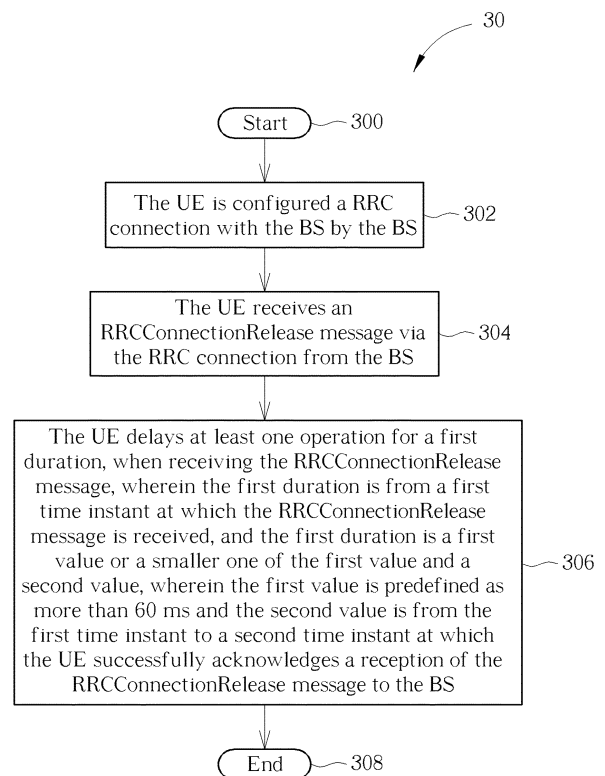 30
Start
300
The UE is configured a RRC
connection with the BS by the BS
302
The UE receives an
RRCConnectionRelease message via
the RRC connection from the BS
304
The UE delays at least one operation for a first
duration, when receiving the RRCConnectionRelease
message, wherein the first duration is from a first
time instant at which the RRCConnectionRelease
message is received, and the first duration is a first
value or a smaller one of the first value and a
second value, wherein the first value is predefined as
more than 60 ms and the second value is from the
first time instant to a second time instant at which
the UE successfully acknowledges a reception of the
RRCConnectionRelease message to the BS
306
End
308